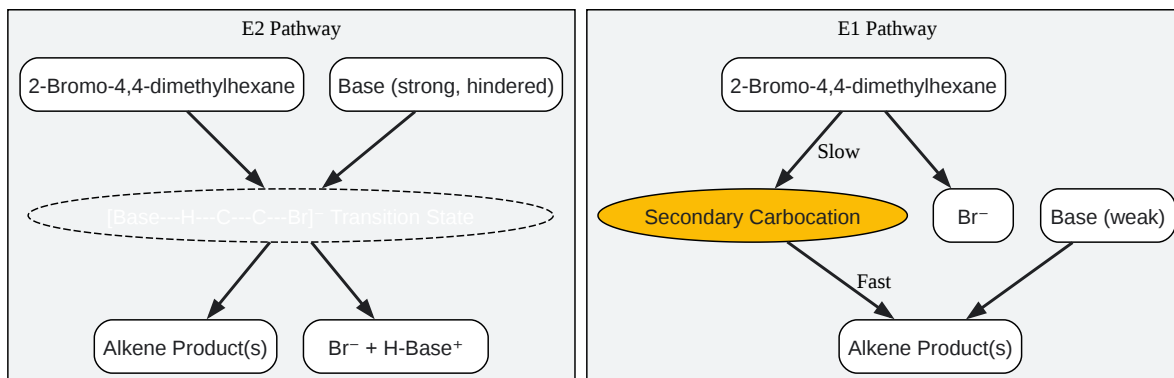 E2 Pathway
2-Bromo-4,4-dimethylhexane
Base (strong, hindered)
[Base---H---C---C---Br]⁻ Transition State
Alkene Product(s)
Br⁻ + H-Base⁺
E1 Pathway
2-Bromo-4,4-dimethylhexane
Slow
Secondary Carbocation
Br⁻
Base (weak)
Fast
Alkene Product(s)